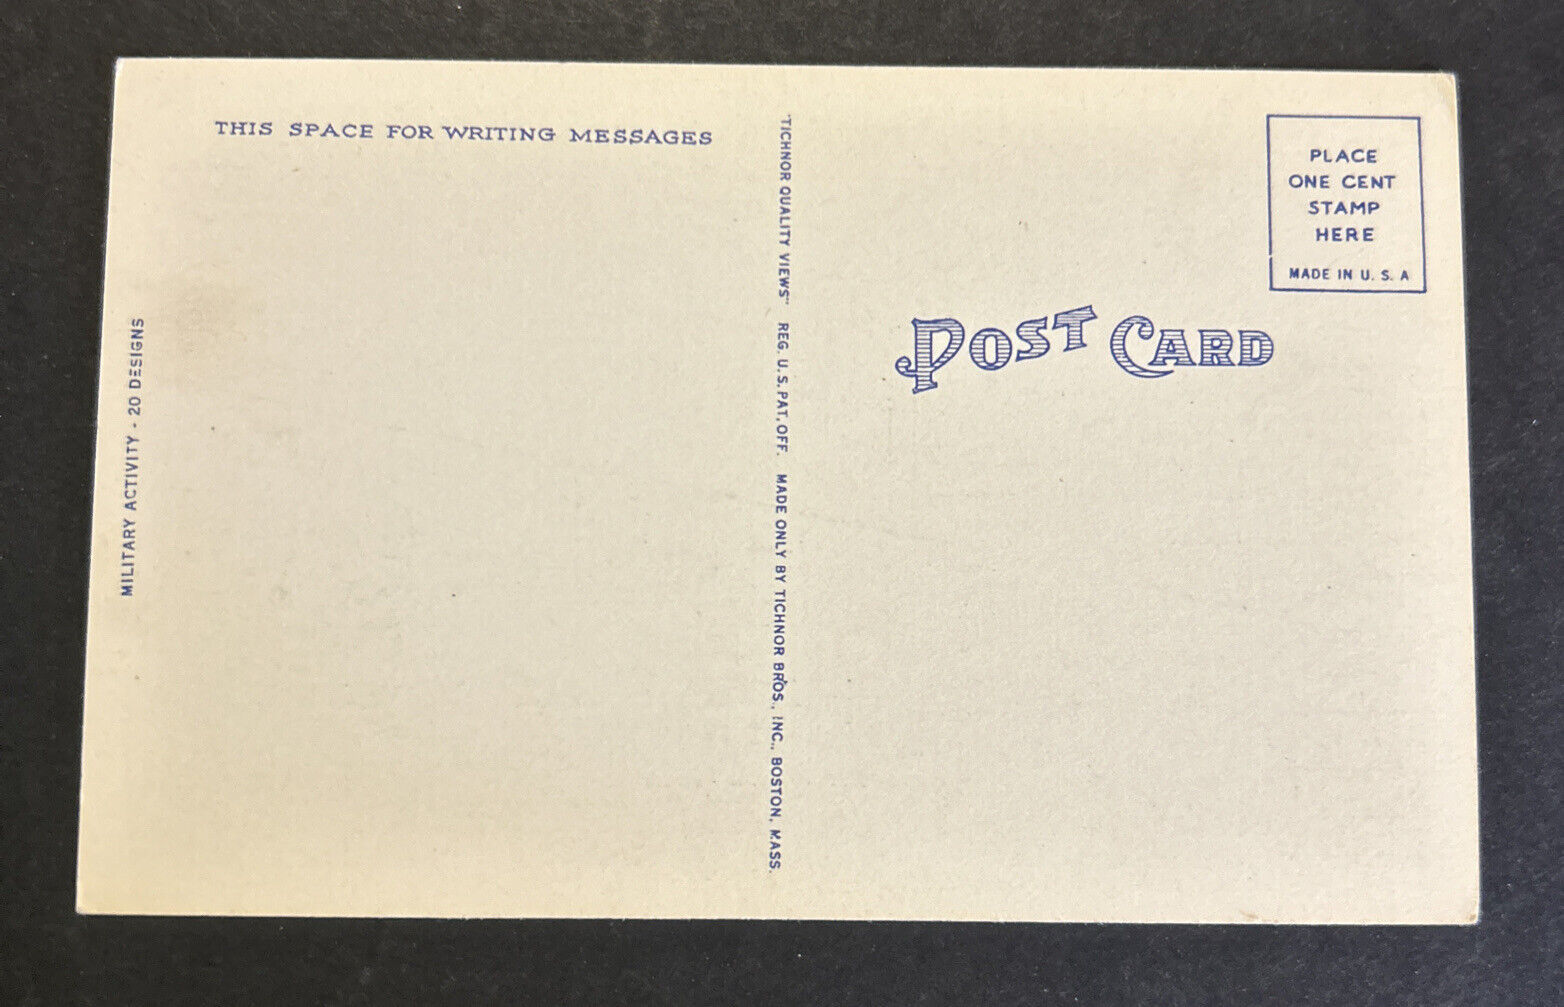 THIS SPACE FOR WRITING MESSAGES
MILITARY ACTIVITY - 20 DESIGNS
"TICHNOR QUALITY VIEWS" REG. U. S. PAT. OFF. MADE ONLY BY TICHNOR BROS., INC., BOSTON, MASS.
PLACE
ONE CENT
STAMP
HERE
MADE IN U. S. A
POST CARD